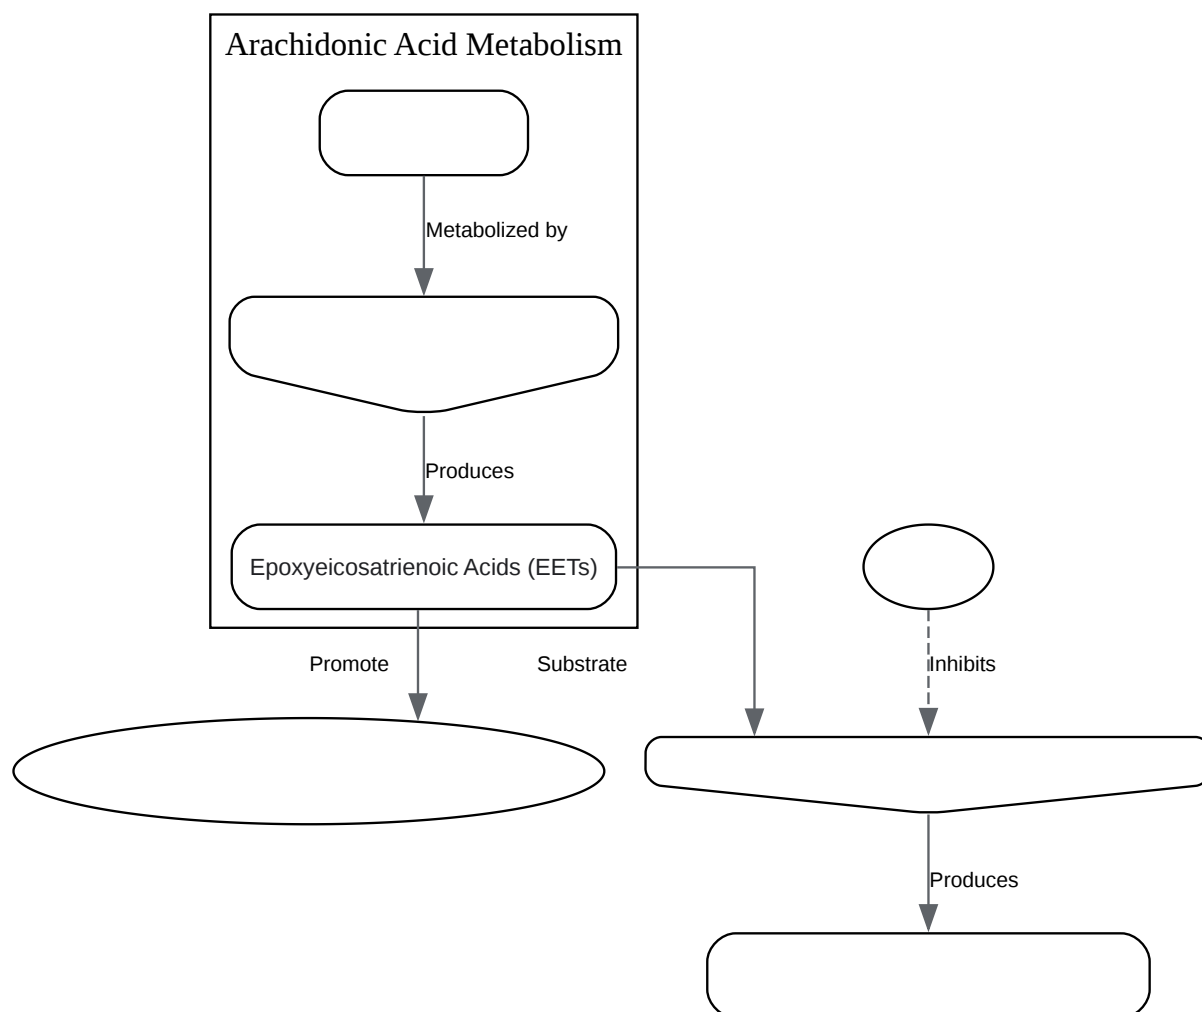 Arachidonic Acid Metabolism
Metabolized by
Produces
Epoxyeicosatrienoic Acids (EETs)
Promote
Substrate
Inhibits
Produces